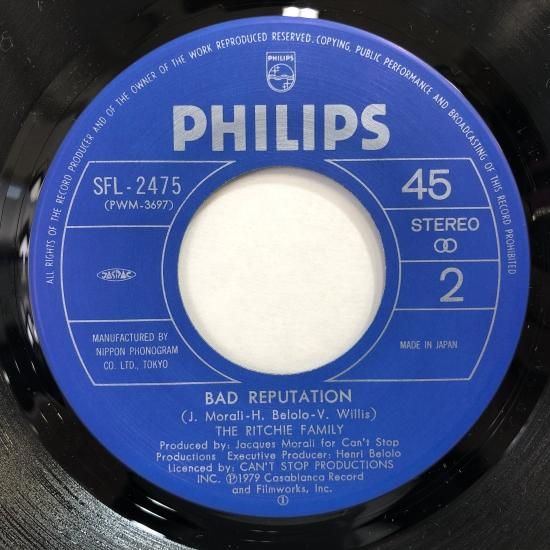 ALL RIGHTS OF THE RECORD PRODUCER AND OF THE OWNER OF THE WORK REPRODUCED RESERVED. COPYING, PUBLIC PERFORMANCE AND BROADCASTING OF THIS RECORD PROHIBITED
PHILIPS
PHILIPS
SFL-2475
(PWM-3697)
45
STEREO
2
JASRAC
MANUFACTURED BY
NIPPON PHONOGRAM
CO. LTD., TOKYO
MADE IN JAPAN
BAD REPUTATION
(J. Morali-H. Belolo-V. Willis)
THE RITCHIE FAMILY
Produced by: Jacques Morali for Can't Stop
Productions Executive Producer: Henri Belolo
Licenced by: CAN'T STOP PRODUCTIONS
INC. Ⓟ1979 Casablanca Record
and Filmworks, Inc.
①